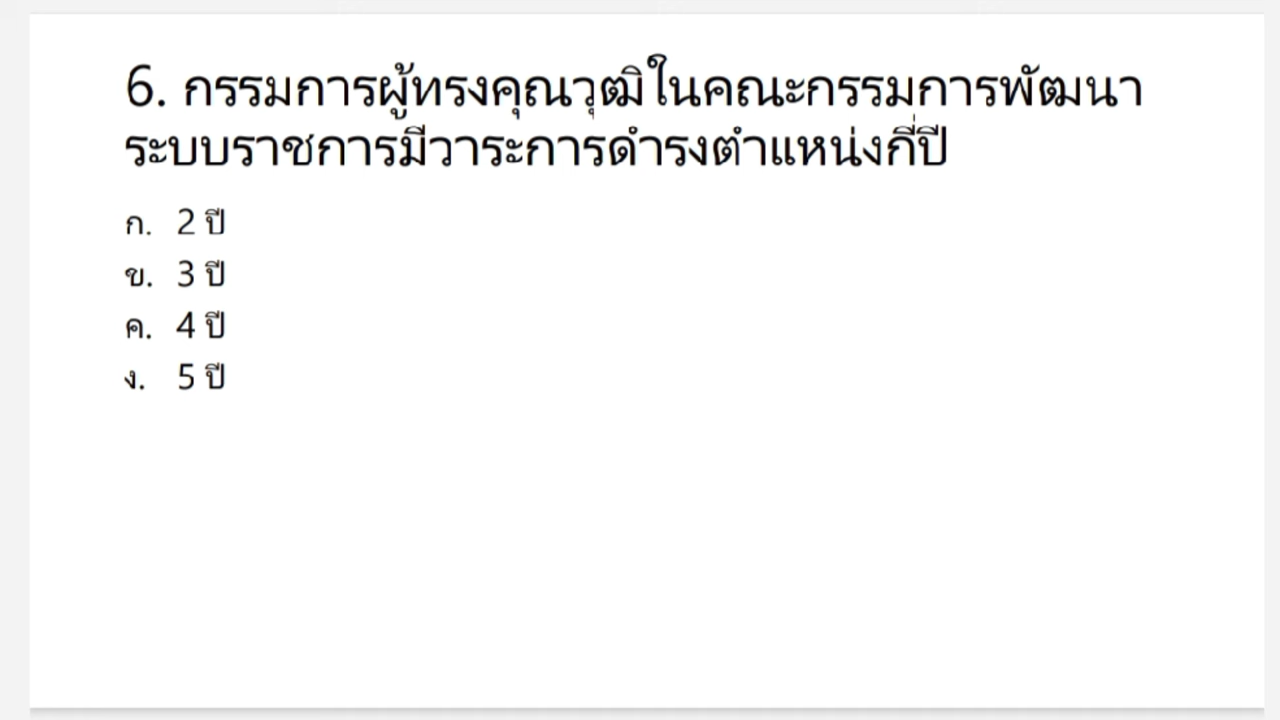 6. กรรมการผู้ทรงคุณวุฒิในคณะกรรมการพัฒนา
ระบบราชการมีวาระการดำรงตำแหน่งกี่ปี
ก. 2 ปี
ข. 3 ปี
ค. 4 ปี
ง. 5 ปี